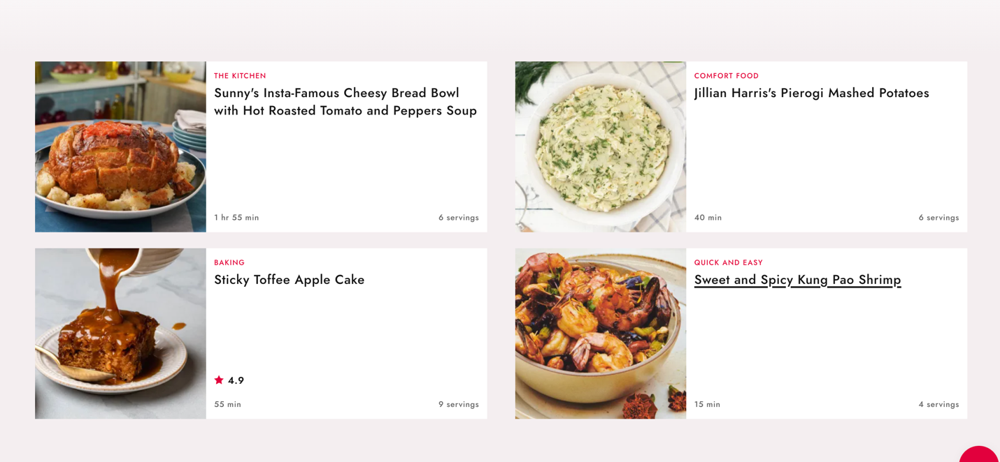 THE KITCHEN
Sunny's Insta-Famous Cheesy Bread Bowl
with Hot Roasted Tomato and Peppers Soup
1 hr 55 min
6 servings
COMFORT FOOD
Jillian Harris's Pierogi Mashed Potatoes
40 min
6 servings
BAKING
Sticky Toffee Apple Cake
4.9
55 min
9 servings
QUICK AND EASY
Sweet and Spicy Kung Pao Shrimp
15 min
4 servings